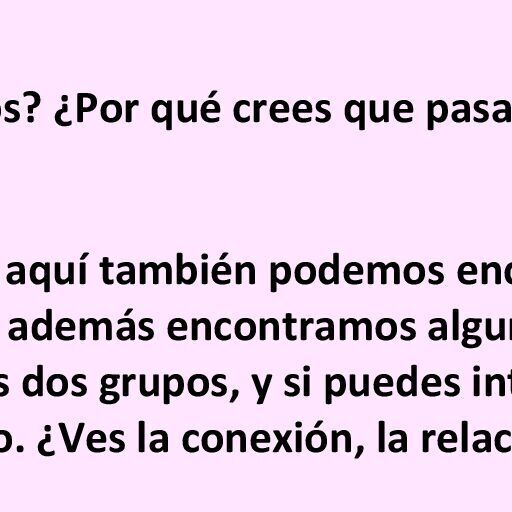 os? ¿Por qué crees que pasa
aquí también podemos enc
además encontramos algu
s dos grupos, y si puedes int
o. ¿Ves la conexión, la relac